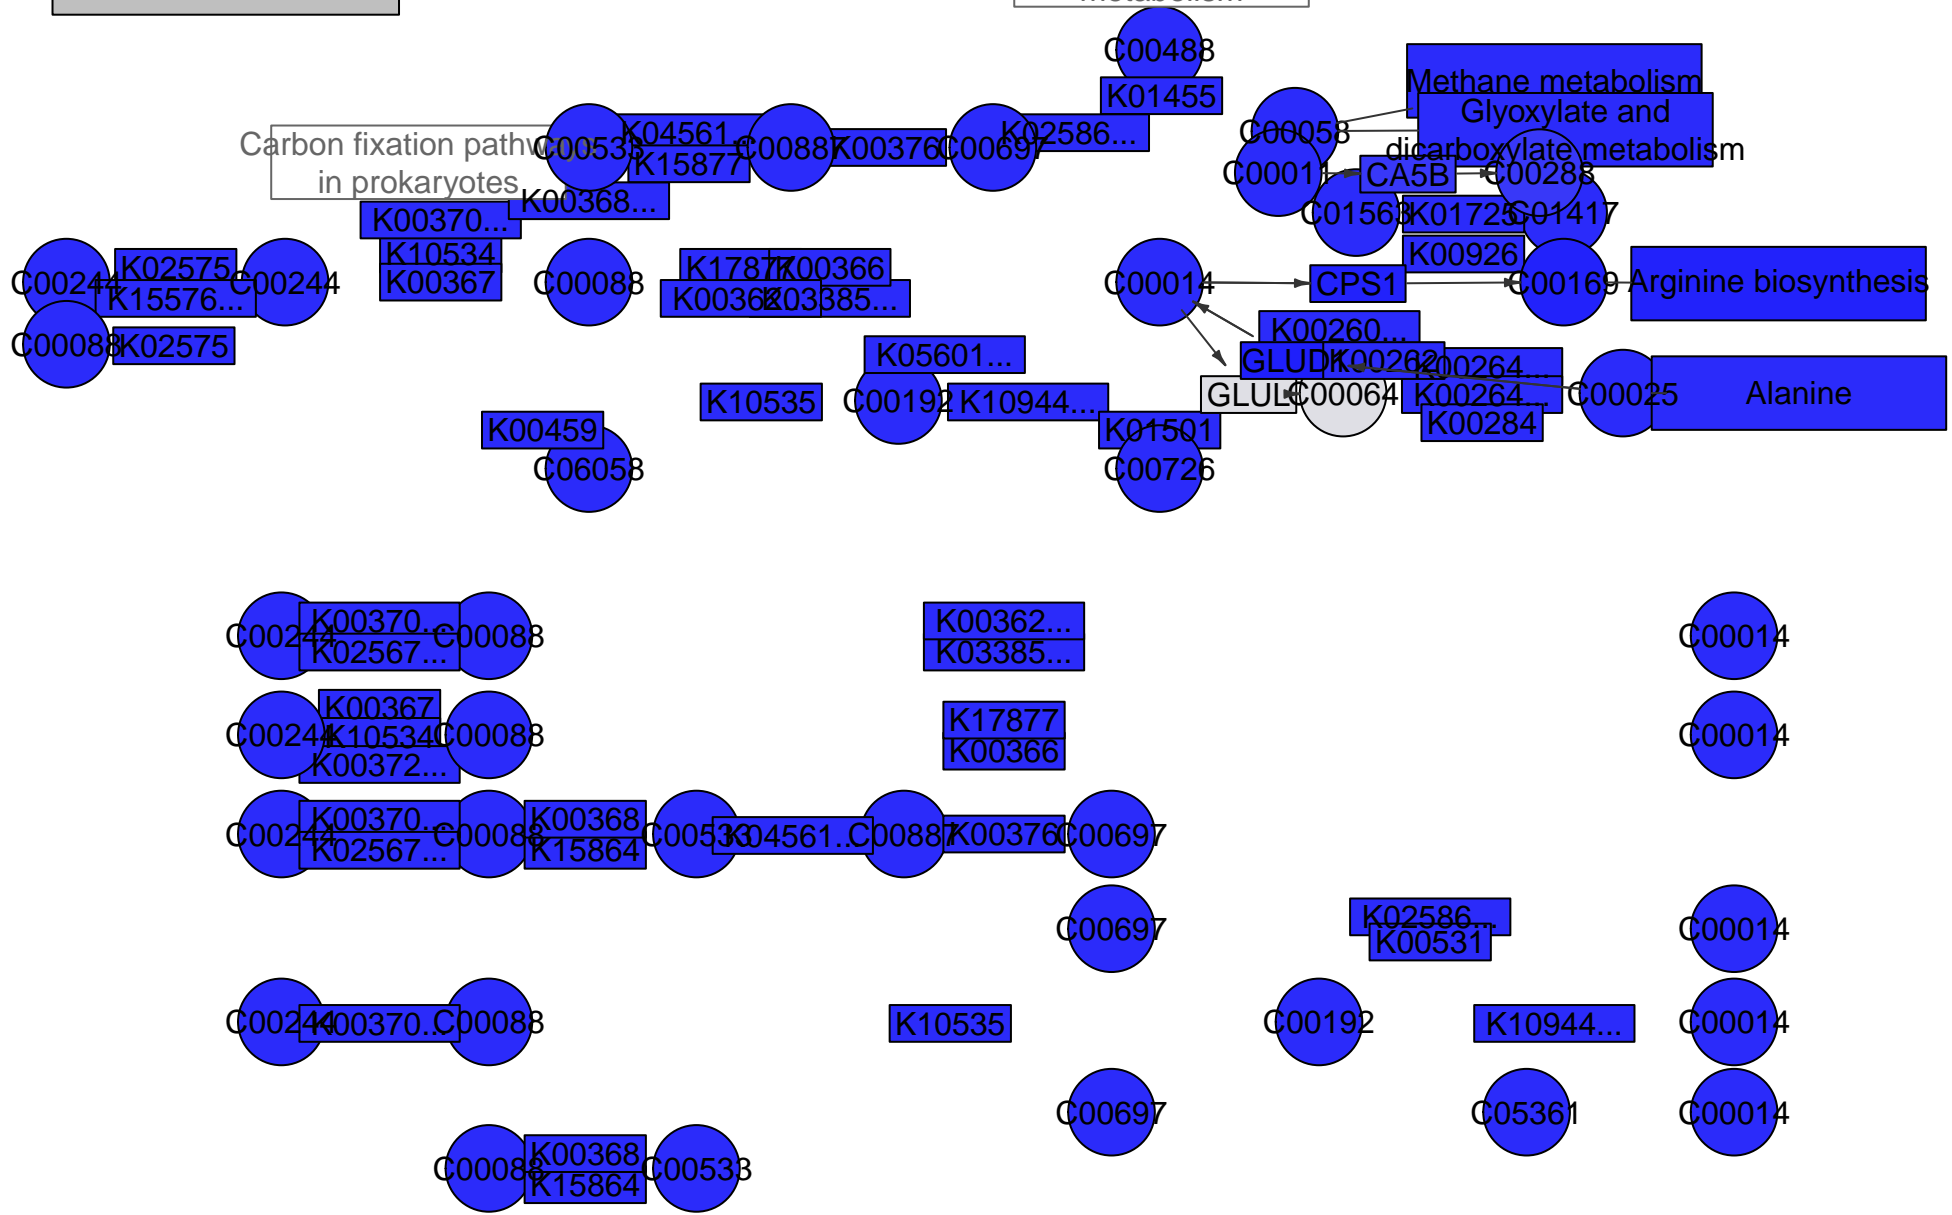 metabolism
C00488
K01455
Methane metabolism
Glyoxylate and
dicarboxylate metabolism
C00058
Carbon fixation pathways
in prokaryotes
C00533
K04561...
K15877
C00887
K00376
C00697
K02586...
C00011
CA5B
C00288
C01563
K01725
C01417
K00926
K00368...
K00370...
K10534
K00367
C00244
K02575
K15576...
C00244
C00088
K17877
K00366
K00362...
K03385...
C00014
CPS1
C00169
Arginine biosynthesis
C00088
K02575
K00260...
GLUD1
K00262
K00264...
K05601...
K10535
C00192
K10944...
GLUL
C00064
K00264...
K00284
C00025
Alanine
K00459
C06058
K01501
C00726
C00244
K00370...
K02567...
C00088
K00362...
K03385...
C00014
C00244
K00367
K10534
K00372...
C00088
K17877
K00366
C00014
C00244
K00370...
K02567...
C00088
K00368
K15864
C00533
K04561...
C00887
K00376
C00697
C00697
K02586...
K00531
C00014
C00244
K00370...
C00088
K10535
C00192
K10944...
C00014
C00697
C05361
C00014
C00088
K00368
K15864
C00533